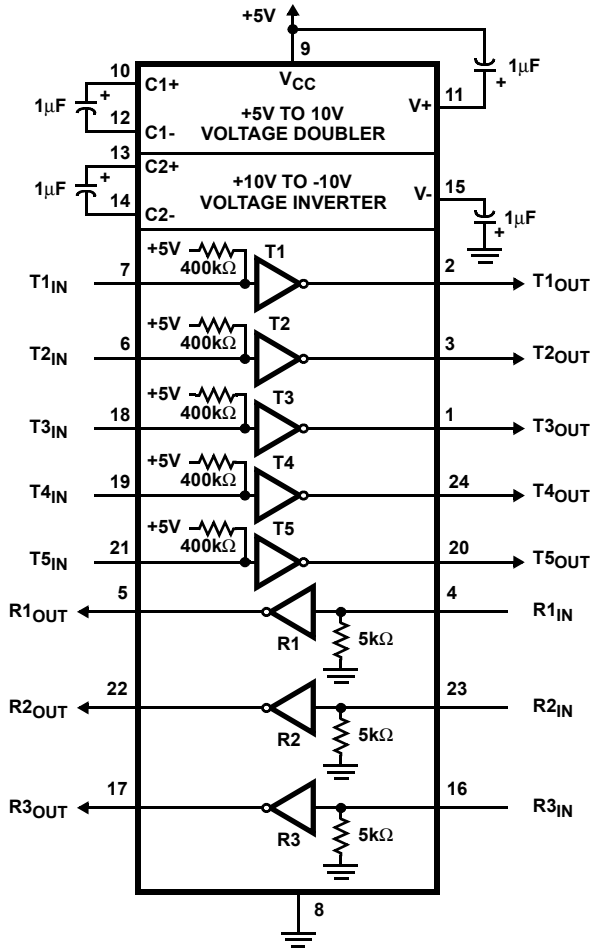 +5V
9
10
C1+
VCC
+
1µF
+
1µF
12
C1-
+5V TO 10V
VOLTAGE DOUBLER
V+
11
13
C2+
+
1µF
14
C2-
+10V TO -10V
VOLTAGE INVERTER
V-
15
1µF
+
+5V
400kΩ
T1
T1IN
7
2
T1OUT
+5V
400kΩ
T2
T2IN
6
3
T2OUT
+5V
400kΩ
T3
T3IN
18
1
T3OUT
+5V
400kΩ
T4
T4IN
19
24
T4OUT
+5V
400kΩ
T5
T5IN
21
20
T5OUT
R1OUT
5
R1
5kΩ
4
R1IN
R2OUT
22
R2
5kΩ
23
R2IN
R3OUT
17
R3
5kΩ
16
R3IN
8